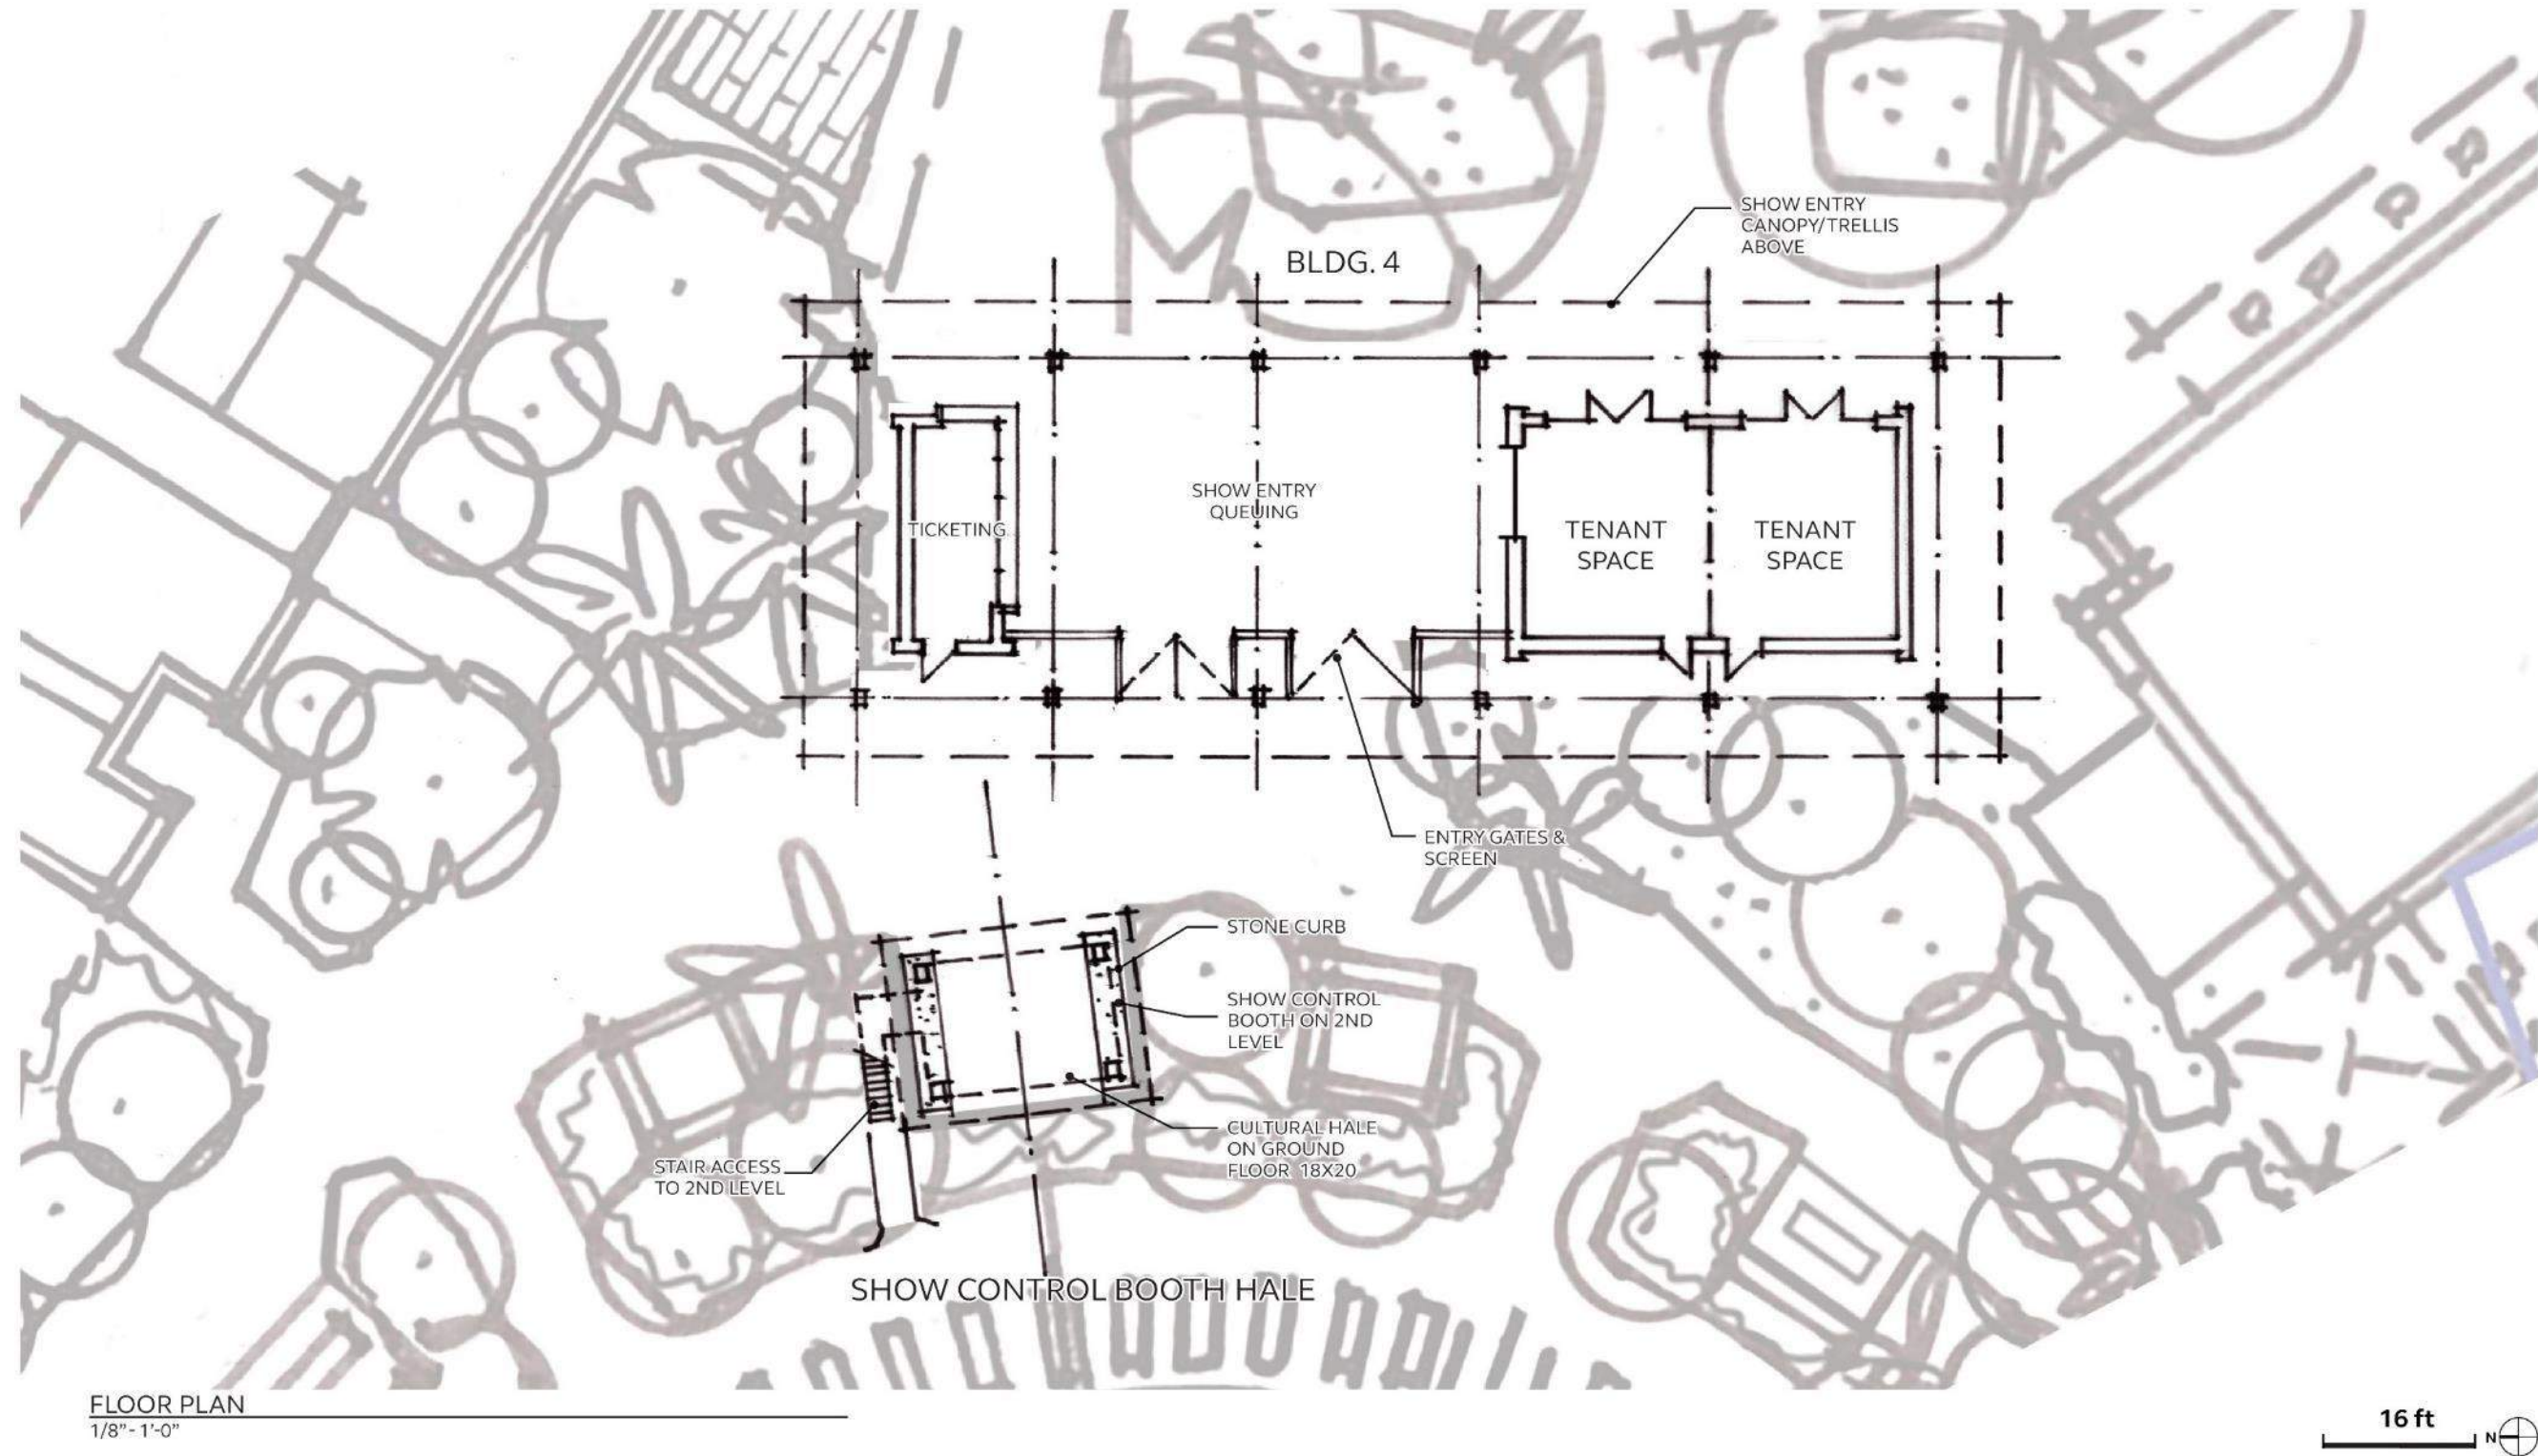 SHOW ENTRY
CANOPY/TRELLIS
ABOVE
BLDG. 4
SHOW ENTRY
QUEUING
TICKETING
TENANT
SPACE
TENANT
SPACE
ENTRY GATES &
SCREEN
STONE CURB
SHOW CONTROL
BOOTH ON 2ND
LEVEL
CULTURAL HALE
ON GROUND
FLOOR 18X20
STAIR ACCESS
TO 2ND LEVEL
SHOW CONTROL BOOTH HALE
FLOOR PLAN
1/8"- 1'-0"
16 ft
N